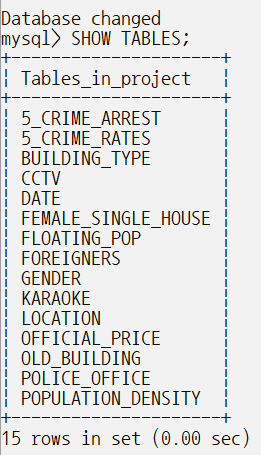 Database changed
mysql> SHOW TABLES;
+----------------------+
| Tables_in_project    |
+----------------------+
| 5_CRIME_ARREST       |
| 5_CRIME_RATES        |
| BUILDING_TYPE        |
| CCTV                 |
| DATE                 |
| FEMALE_SINGLE_HOUSE  |
| FLOATING_POP         |
| FOREIGNERS           |
| GENDER               |
| KARAOKE              |
| LOCATION             |
| OFFICIAL_PRICE       |
| OLD_BUILDING         |
| POLICE_OFFICE        |
| POPULATION_DENSITY   |
+----------------------+
15 rows in set (0.00 sec)